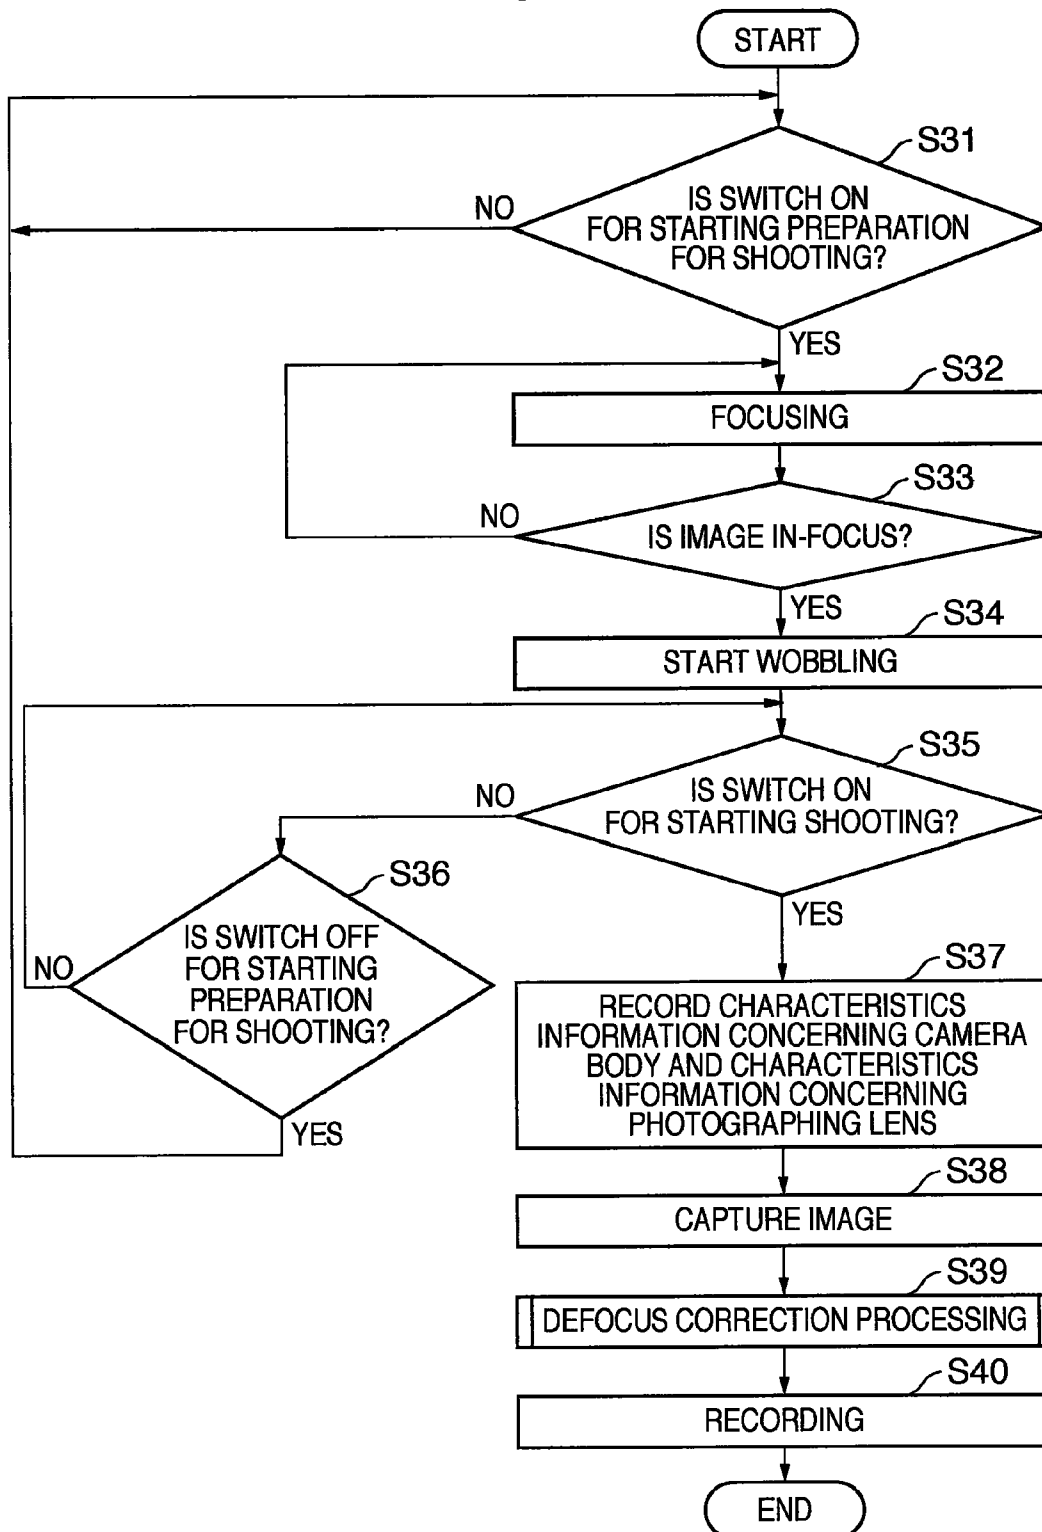 START
S31
IS SWITCH ON
FOR STARTING PREPARATION
FOR SHOOTING?
NO
YES
S32
FOCUSING
S33
IS IMAGE IN-FOCUS?
NO
YES
S34
START WOBBLING
S35
IS SWITCH ON
FOR STARTING SHOOTING?
NO
YES
S36
IS SWITCH OFF
FOR STARTING
PREPARATION
FOR SHOOTING?
NO
YES
S37
RECORD CHARACTERISTICS
INFORMATION CONCERNING CAMERA
BODY AND CHARACTERISTICS
INFORMATION CONCERNING
PHOTOGRAPHING LENS
S38
CAPTURE IMAGE
S39
DEFOCUS CORRECTION PROCESSING
S40
RECORDING
END